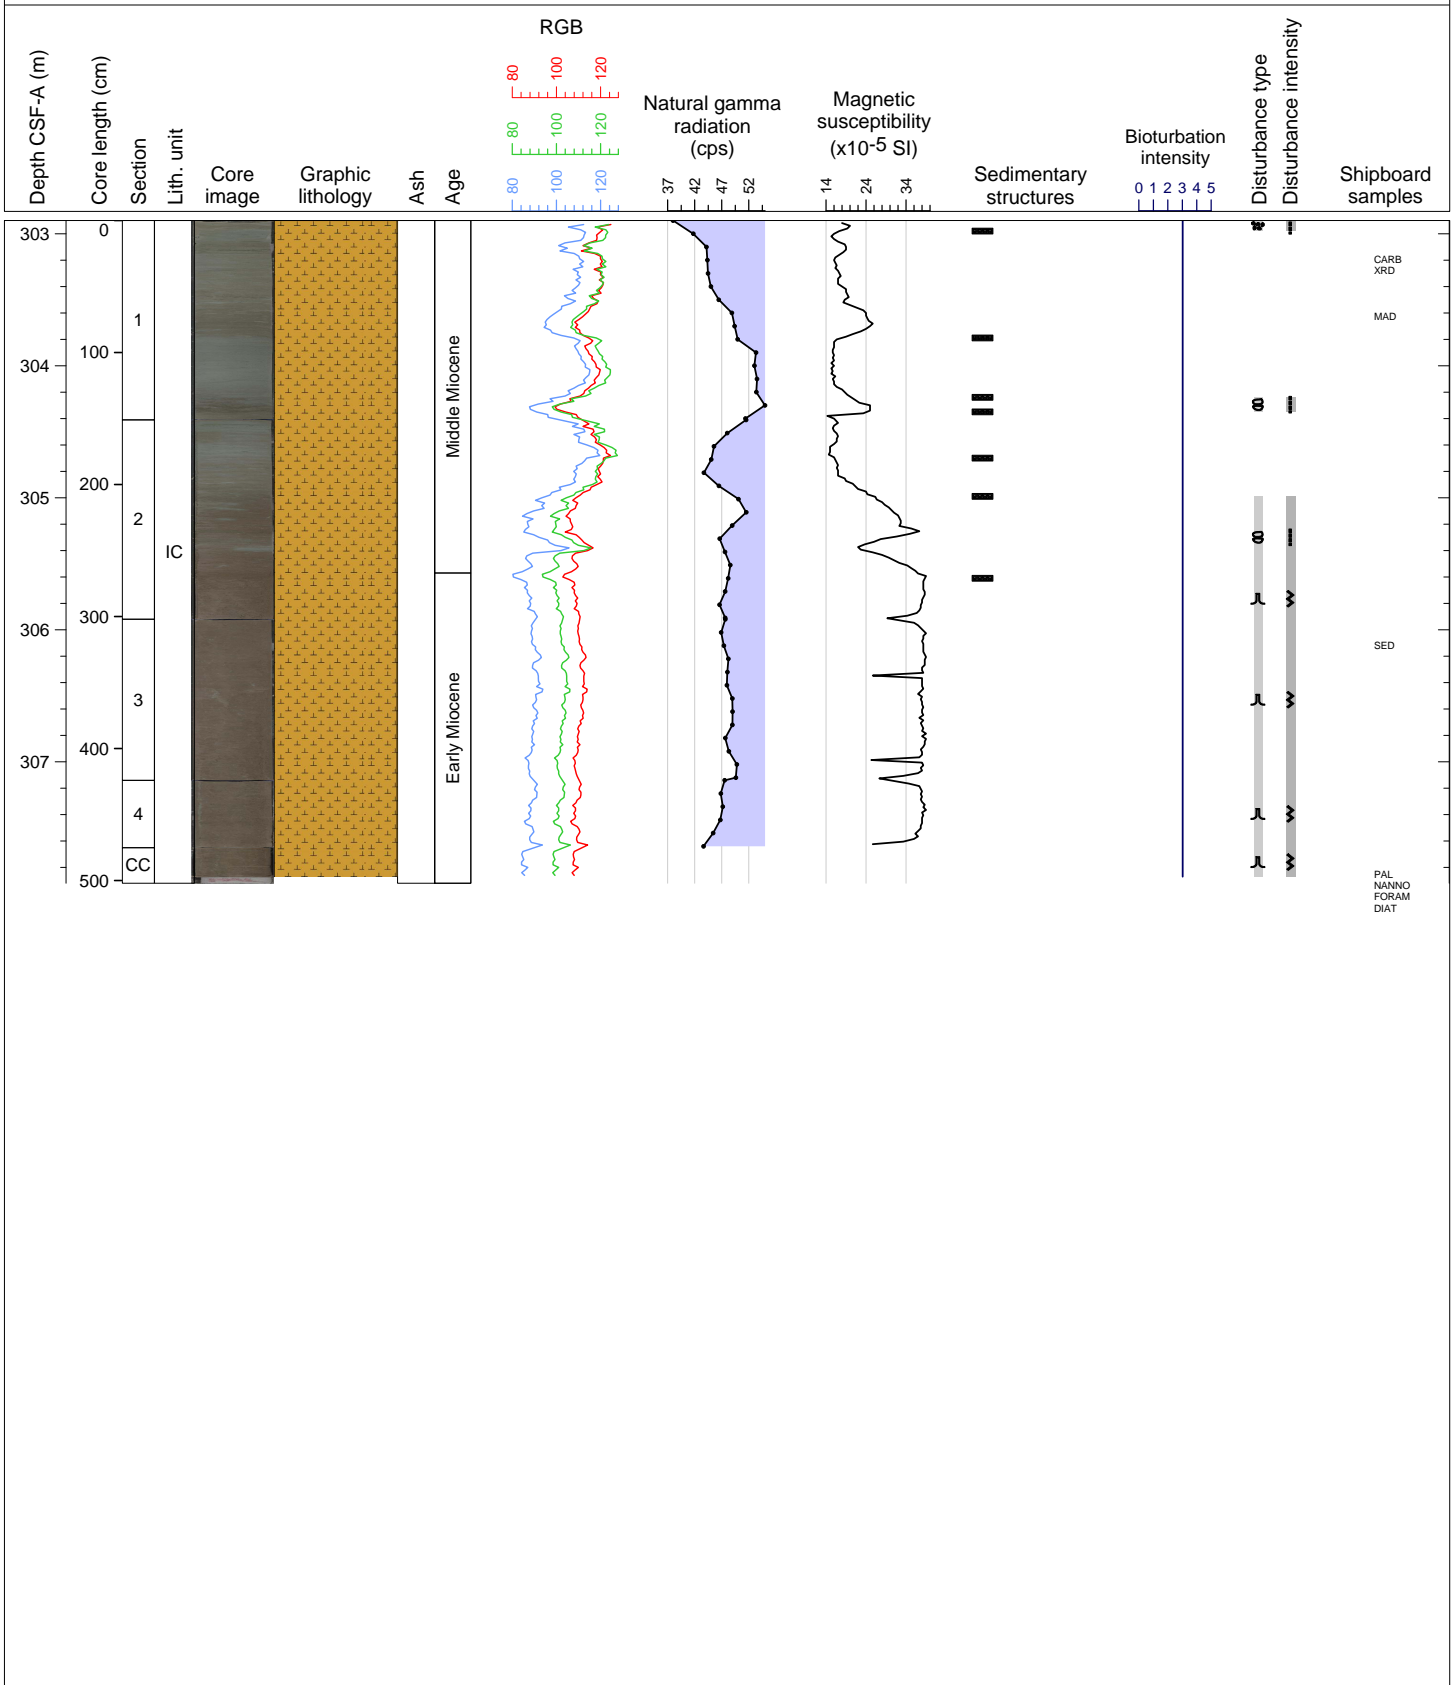 Depth CSF-A (m)
Core length (cm)
Section
Lith. unit
Core
image
Graphic
lithology
Ash
Age
RGB
80 100 120
80 100 120
80 100 120
Natural gamma
radiation
(cps)
37 42 47 52
Magnetic
susceptibility
(x10-5 SI)
14 24 34
Sedimentary
structures
Bioturbation
intensity
0 1 2 3 4 5
Disturbance type
Disturbance intensity
Shipboard
samples
303
304
305
306
307
0
100
200
300
400
500
1
2
3
4
CC
IC
Middle Miocene
Early Miocene
CARB
XRD
MAD
SED
PAL
NANNO
FORAM
DIAT